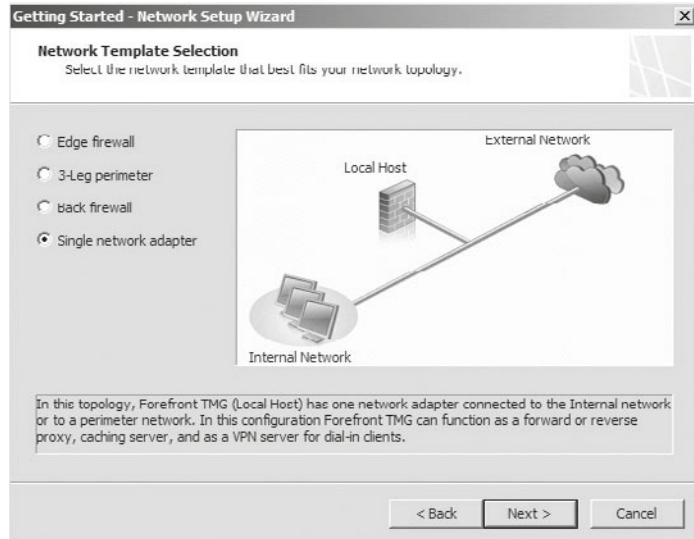 Getting Started - Network Setup Wizard
Network Template Selection
Select the network template that best fits your network topology.
Edge firewall
3-Leg perimeter
Back firewall
Single network adapter
External Network
Local Host
Internal Network
In this topology, Forefront TMG (Local Host) has one network adapter connected to the Internal network
or to a perimeter network. In this configuration Forefront TMG can function as a forward or reverse
proxy, caching server, and as a VPN server for dial-in clients.
< Back
Next >
Cancel